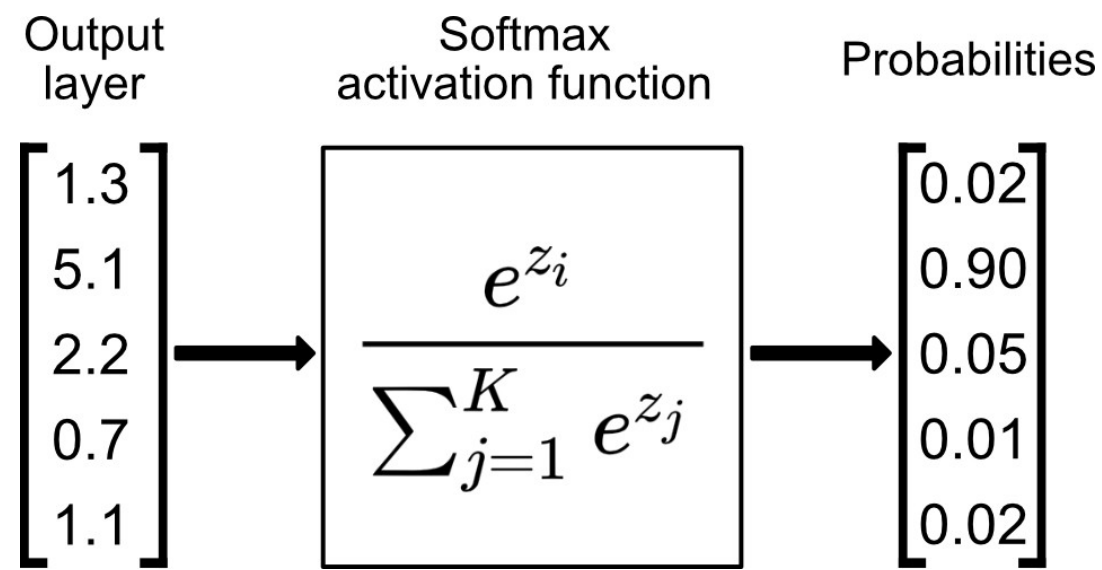 Output
layer
Softmax
activation function
Probabilities
1.3
5.1
2.2
0.7
1.1
e^{z_i}
∑_{j=1}^{K} e^{z_j}
0.02
0.90
0.05
0.01
0.02